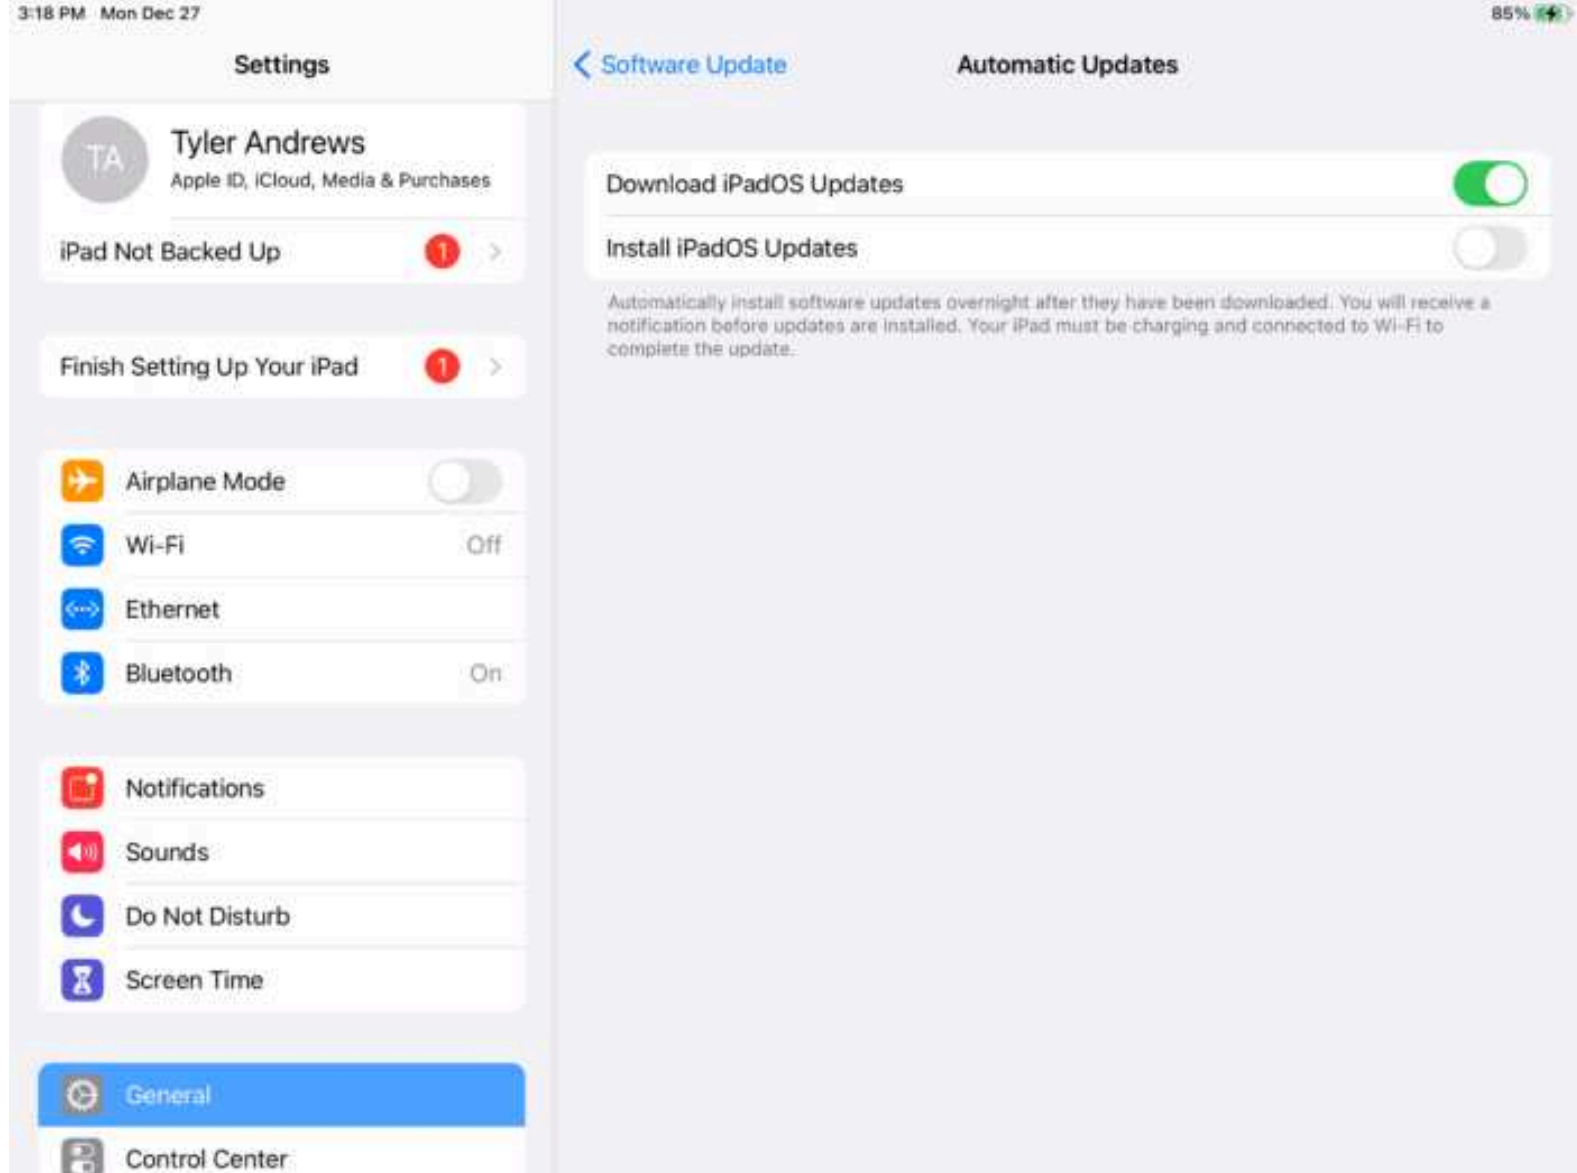 3:18 PM Mon Dec 27
85%
Settings
Tyler Andrews
TA
Apple ID, iCloud, Media & Purchases
iPad Not Backed Up 1
Finish Setting Up Your iPad 1
Airplane Mode
Wi-Fi Off
Ethernet
Bluetooth On
Notifications
Sounds
Do Not Disturb
Screen Time
General
Control Center
Software Update
Automatic Updates
Download iPadOS Updates
Install iPadOS Updates
Automatically install software updates overnight after they have been downloaded. You will receive a
notification before updates are installed. Your iPad must be charging and connected to Wi-Fi to
complete the update.